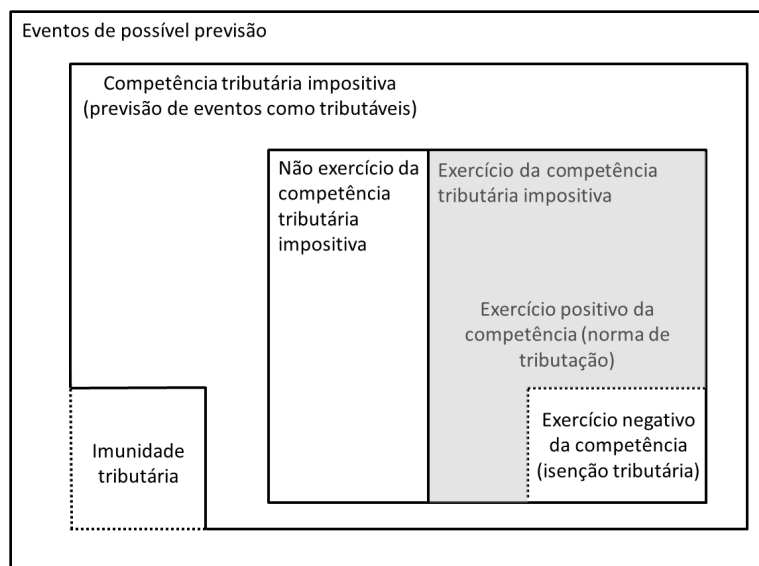 Eventos de possível previsão
Competência tributária impositiva
(previsão de eventos como tributáveis)
Não exercício da
competência
tributária
impositiva
Exercício da competência
tributária impositiva
Exercício positivo da
competência (norma de
tributação)
Exercício negativo
da competência
(isenção tributária)
Imunidade
tributária